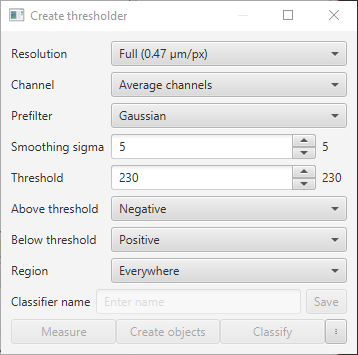 Create thresholder
Resolution Full (0.47 µm/px)
Channel Average channels
Prefilter Gaussian
Smoothing sigma 5 5
Threshold 230 230
Above threshold Negative
Below threshold Positive
Region Everywhere
Classifier name Enter name Save
Measure Create objects Classify